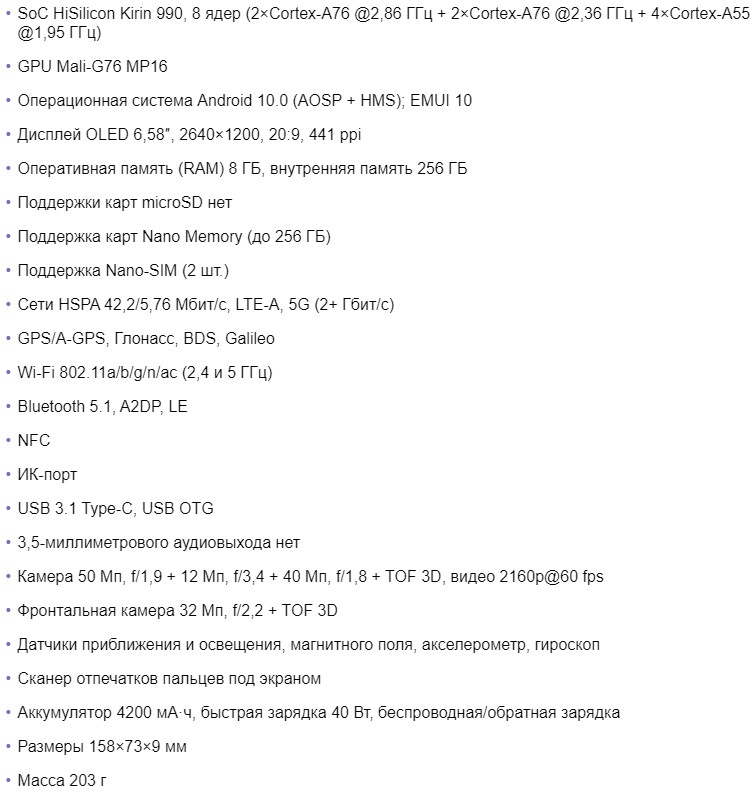 • SoC HiSilicon Kirin 990, 8 ядер (2×Cortex-A76 @2,86 ГГц + 2×Cortex-A76 @2,36 ГГц + 4×Cortex-A55
@1,95 ГГц)
• GPU Mali-G76 MP16
• Операционная система Android 10.0 (AOSP + HMS); EMUI 10
• Дисплей OLED 6,58″, 2640×1200, 20:9, 441 ppi
• Оперативная память (RAM) 8 ГБ, внутренняя память 256 ГБ
• Поддержки карт microSD нет
• Поддержка карт Nano Memory (до 256 ГБ)
• Поддержка Nano-SIM (2 шт.)
• Сети HSPA 42,2/5,76 Мбит/с, LTE-A, 5G (2+ Гбит/с)
• GPS/A-GPS, Глонасс, BDS, Galileo
• Wi-Fi 802.11a/b/g/n/ac (2,4 и 5 ГГц)
• Bluetooth 5.1, A2DP, LE
• NFC
• ИК-порт
• USB 3.1 Type-C, USB OTG
• 3,5-миллиметрового аудиовыхода нет
• Камера 50 Мп, f/1,9 + 12 Мп, f/3,4 + 40 Мп, f/1,8 + TOF 3D, видео 2160p@60 fps
• Фронтальная камера 32 Мп, f/2,2 + TOF 3D
• Датчики приближения и освещения, магнитного поля, акселерометр, гироскоп
• Сканер отпечатков пальцев под экраном
• Аккумулятор 4200 мА·ч, быстрая зарядка 40 Вт, беспроводная/обратная зарядка
• Размеры 158×73×9 мм
• Масса 203 г